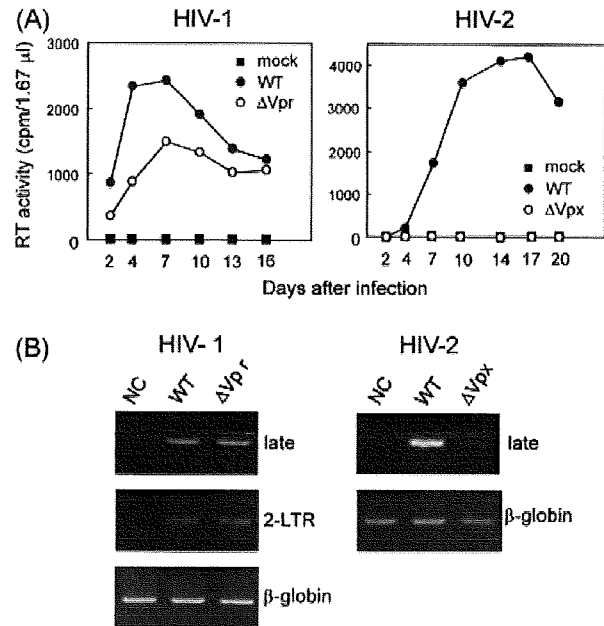 (A)
HIV-1
HIV-2
RT activity (cpm/1.67 µl)
3000
2000
1000
0
mock
WT
ΔVpr
2 4 7 10 13 16
4000
3000
2000
1000
0
mock
WT
ΔVpx
2 4 7 10 14 17 20
Days after infection
(B)
HIV- 1
NC WT ΔVp r
late
2-LTR
β-globin
HIV-2
NC WT ΔVpx
late
β-globin